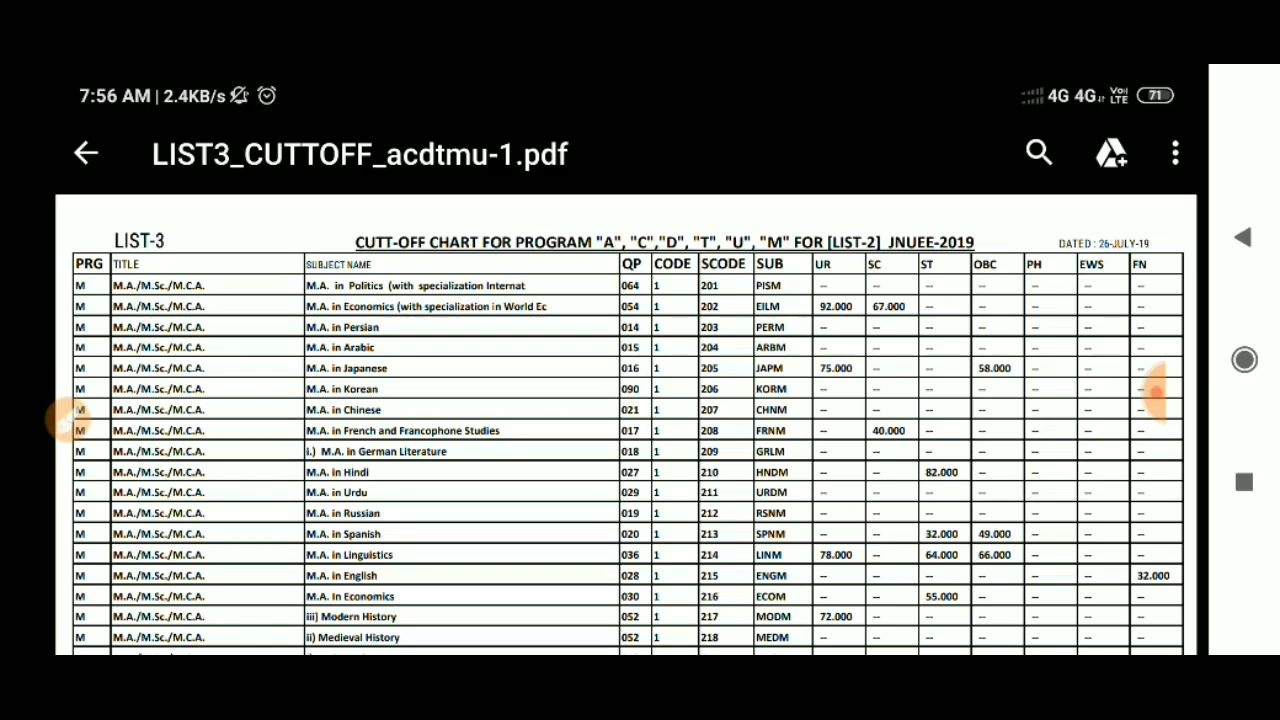 7:56 AM | 2.4KB/s 4G 4G Vo) LTE 71
LIST3_CUTTOFF_acdtmu-1.pdf
LIST-3 CUTT-OFF CHART FOR PROGRAM "A", "C","D", "T", "U", "M" FOR [LIST-2] JNUEE-2019 DATED : 26-JULY-19
PRG TITLE SUBJECT NAME QP CODE SCODE SUB UR SC ST OBC PH EWS FN
M M.A./M.Sc./M.C.A. M.A. in Politics (with specialization Internat 064 1 201 PISM -- -- -- -- -- -- --
M M.A./M.Sc./M.C.A. M.A. in Economics (with specialization in World Ec 054 1 202 EILM 92.000 67.000 -- -- -- -- --
M M.A./M.Sc./M.C.A. M.A. in Persian 014 1 203 PERM -- -- -- -- -- -- --
M M.A./M.Sc./M.C.A. M.A. in Arabic 015 1 204 ARBM -- -- -- -- -- -- --
M M.A./M.Sc./M.C.A. M.A. in Japanese 016 1 205 JAPM 75.000 -- -- 58.000 -- -- --
M M.A./M.Sc./M.C.A. M.A. in Korean 090 1 206 KORM -- -- -- -- -- -- --
M M.A./M.Sc./M.C.A. M.A. in Chinese 021 1 207 CHNM -- -- -- -- -- -- --
M M.A./M.Sc./M.C.A. M.A. in French and Francophone Studies 017 1 208 FRNM -- 40.000 -- -- -- -- --
M M.A./M.Sc./M.C.A. i.) M.A. in German Literature 018 1 209 GRLM -- -- -- -- -- -- --
M M.A./M.Sc./M.C.A. M.A. in Hindi 027 1 210 HNDM -- -- 82.000 -- -- -- --
M M.A./M.Sc./M.C.A. M.A. in Urdu 029 1 211 URDM -- -- -- -- -- -- --
M M.A./M.Sc./M.C.A. M.A. in Russian 019 1 212 RSNM -- -- -- -- -- -- --
M M.A./M.Sc./M.C.A. M.A. in Spanish 020 1 213 SPNM -- -- 32.000 49.000 -- -- --
M M.A./M.Sc./M.C.A. M.A. in Linguistics 036 1 214 LINM 78.000 -- 64.000 66.000 -- -- --
M M.A./M.Sc./M.C.A. M.A. in English 028 1 215 ENGM -- -- -- -- -- -- 32.000
M M.A./M.Sc./M.C.A. M.A. In Economics 030 1 216 ECOM -- -- 55.000 -- -- -- --
M M.A./M.Sc./M.C.A. iii) Modern History 052 1 217 MODM 72.000 -- -- -- -- -- --
M M.A./M.Sc./M.C.A. ii) Medieval History 052 1 218 MEDM -- -- -- -- -- -- --